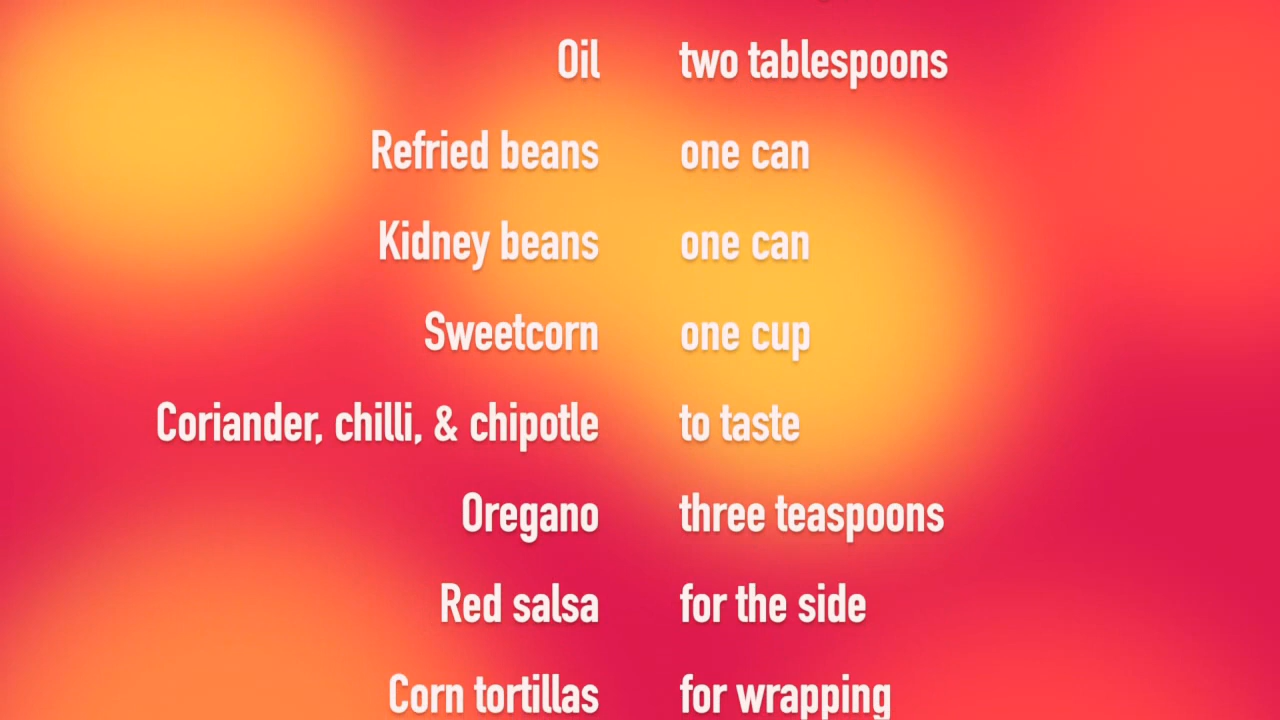 Oil two tablespoons
Refried beans one can
Kidney beans one can
Sweetcorn one cup
Coriander, chilli, & chipotle to taste
Oregano three teaspoons
Red salsa for the side
Corn tortillas for wrapping